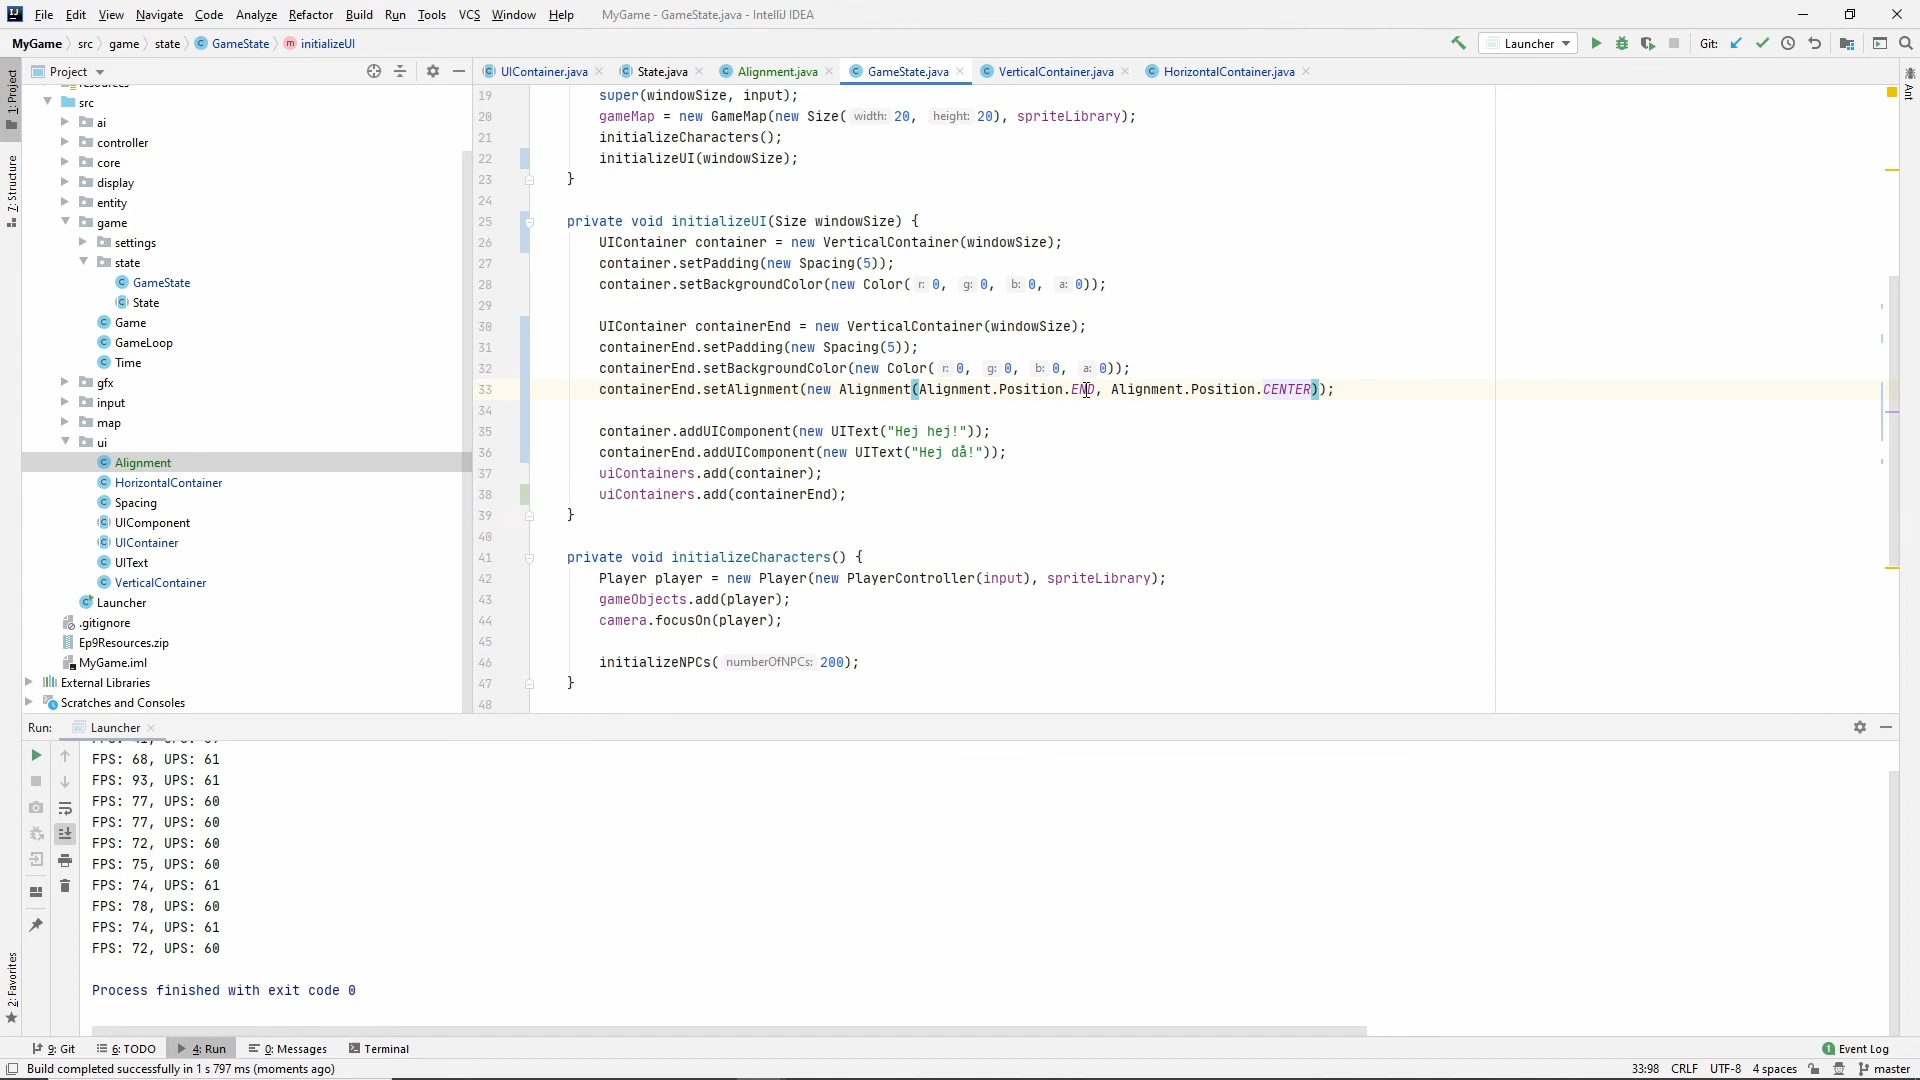 File Edit View Navigate Code Analyze Refactor Build Run Tools VCS Window Help MyGame - GameState.java - IntelliJ IDEA
MyGame src game state GameState initializeUI Launcher Git:
Project
UIContainer.java State.java Alignment.java GameState.java VerticalContainer.java HorizontalContainer.java
1: Project
7: Structure
2: Favorites
Ant
src
ai
controller
core
display
entity
game
settings
state
GameState
State
Game
GameLoop
Time
gfx
input
map
ui
Alignment
HorizontalContainer
Spacing
UIComponent
UIContainer
UIText
VerticalContainer
Launcher
.gitignore
Ep9Resources.zip
MyGame.iml
External Libraries
Scratches and Consoles
19 super(windowSize, input);
20 gameMap = new GameMap(new Size( width: 20, height: 20), spriteLibrary);
21 initializeCharacters();
22 initializeUI(windowSize);
23 }
24
25 private void initializeUI(Size windowSize) {
26 UIContainer container = new VerticalContainer(windowSize);
27 container.setPadding(new Spacing(5));
28 container.setBackgroundColor(new Color( r: 0, g: 0, b: 0, a: 0));
29
30 UIContainer containerEnd = new VerticalContainer(windowSize);
31 containerEnd.setPadding(new Spacing(5));
32 containerEnd.setBackgroundColor(new Color( r: 0, g: 0, b: 0, a: 0));
33 containerEnd.setAlignment(new Alignment(Alignment.Position.END, Alignment.Position.CENTER));
34
35 container.addUIComponent(new UIText("Hej hej!"));
36 containerEnd.addUIComponent(new UIText("Hej då!"));
37 uiContainers.add(container);
38 uiContainers.add(containerEnd);
39 }
40
41 private void initializeCharacters() {
42 Player player = new Player(new PlayerController(input), spriteLibrary);
43 gameObjects.add(player);
44 camera.focusOn(player);
45
46 initializeNPCs( numberOfNPCs: 200);
47 }
48
Run: Launcher
FPS: 68, UPS: 61
FPS: 93, UPS: 61
FPS: 77, UPS: 60
FPS: 77, UPS: 60
FPS: 72, UPS: 60
FPS: 75, UPS: 60
FPS: 74, UPS: 61
FPS: 78, UPS: 60
FPS: 74, UPS: 61
FPS: 72, UPS: 60
Process finished with exit code 0
9: Git 6: TODO 4: Run 0: Messages Terminal 1 Event Log
Build completed successfully in 1 s 797 ms (moments ago) 33:98 CRLF UTF-8 4 spaces master